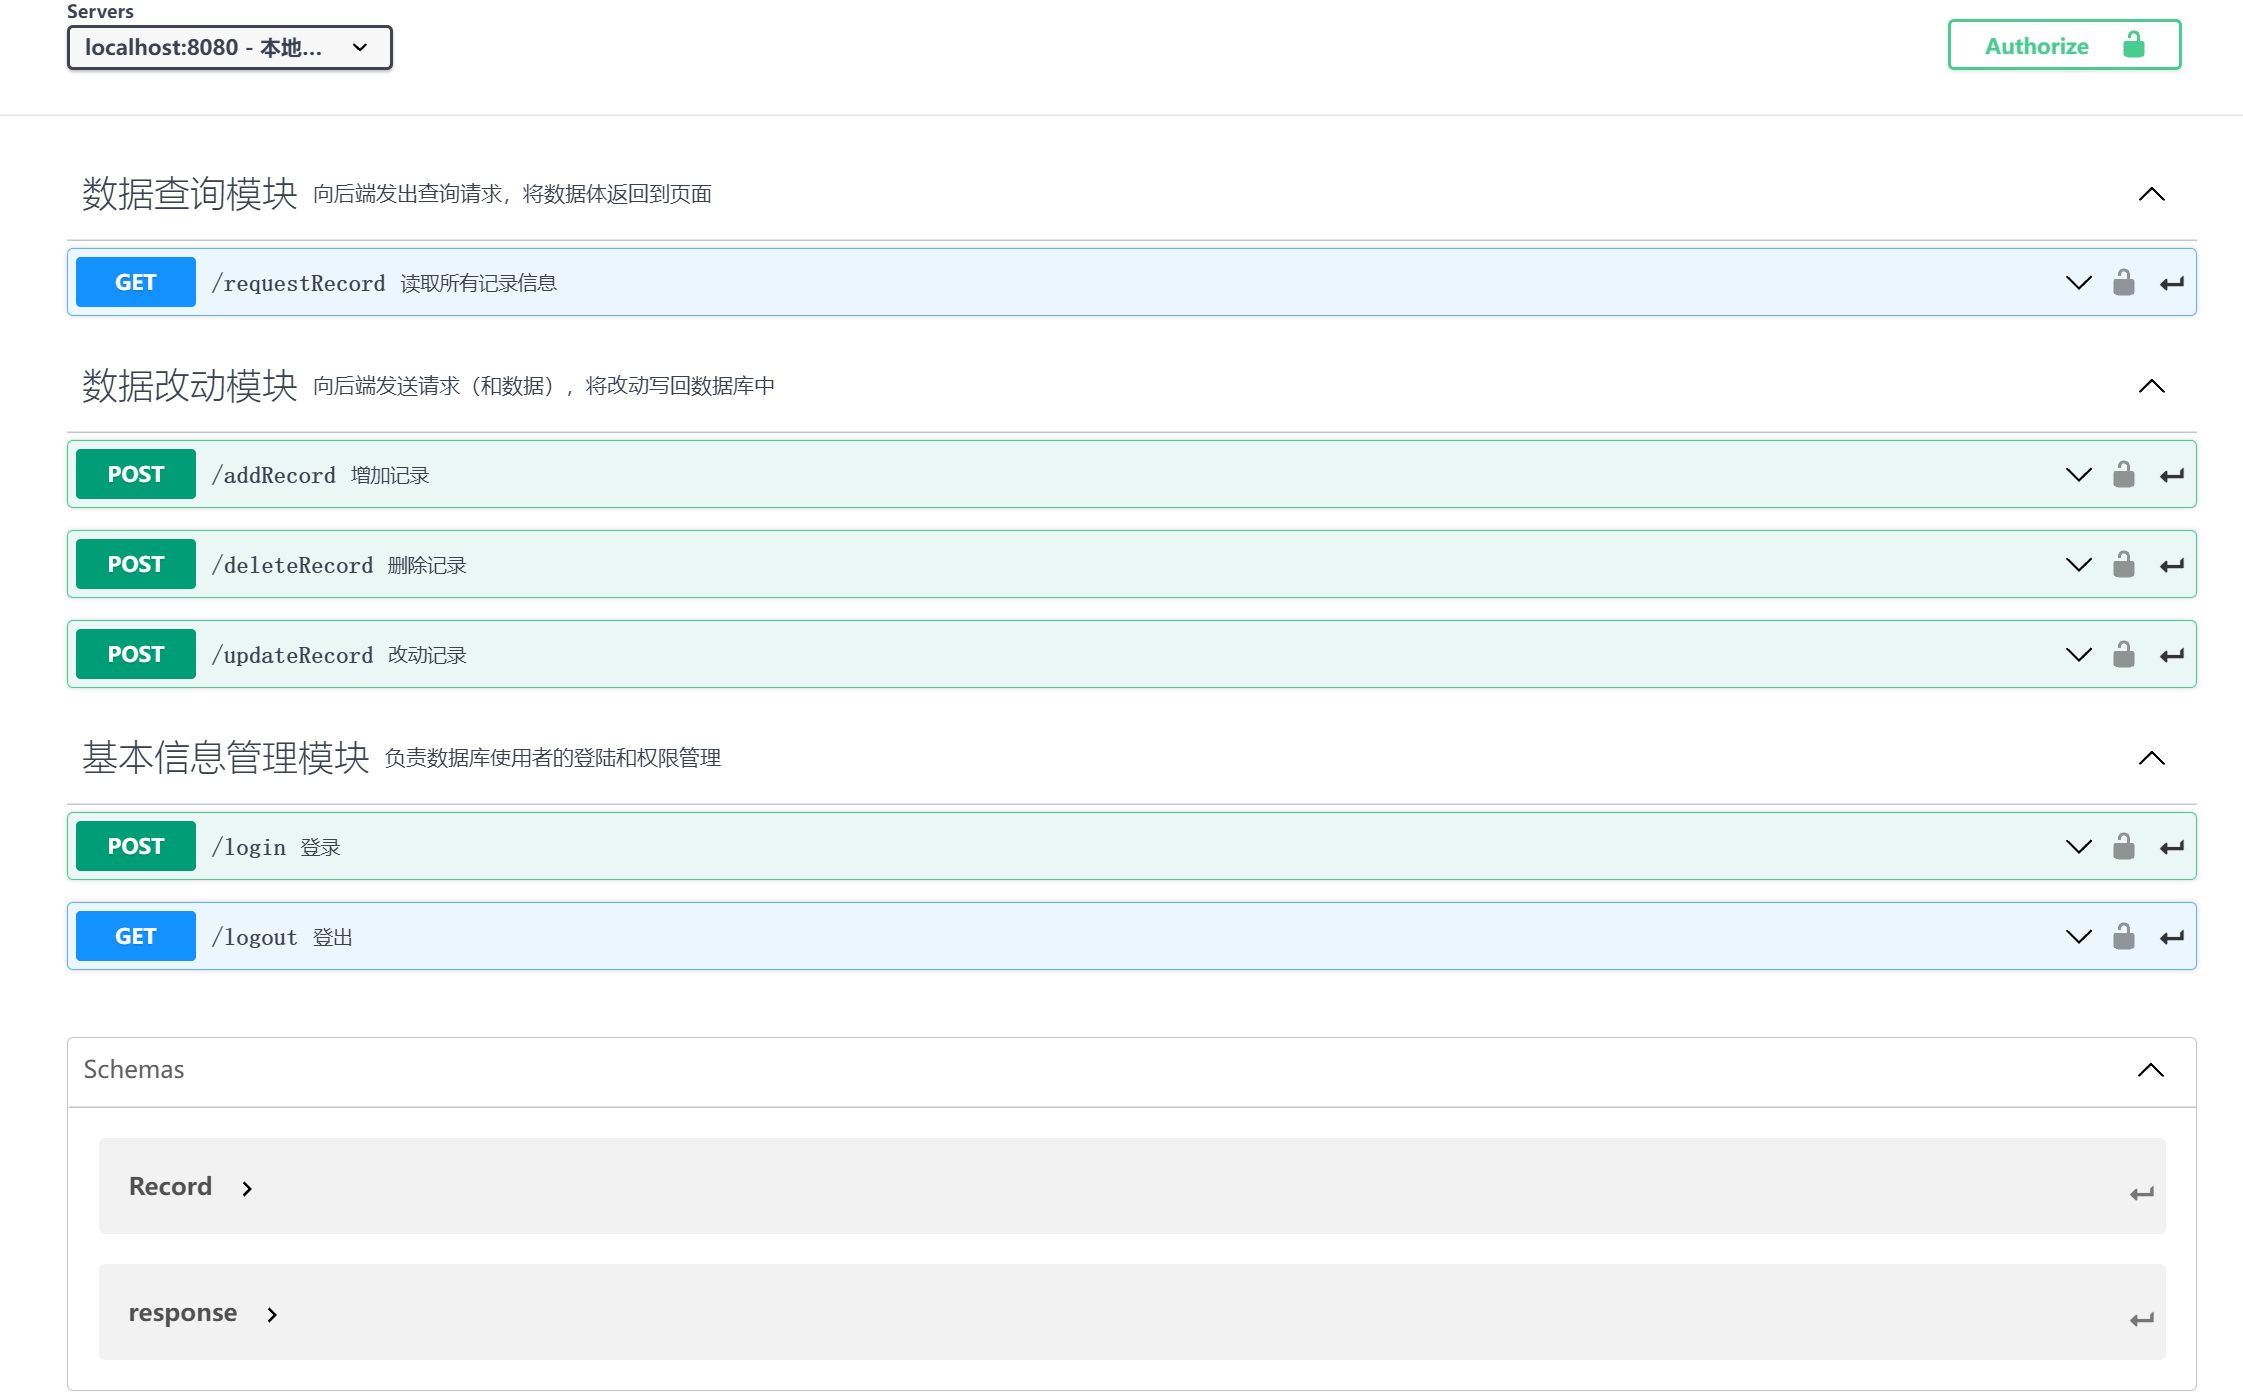 Servers
localhost:8080 - 本地...
Authorize
数据查询模块 向后端发出查询请求，将数据体返回到页面
GET /requestRecord 读取所有记录信息
数据改动模块 向后端发送请求（和数据），将改动写回数据库中
POST /addRecord 增加记录
POST /deleteRecord 删除记录
POST /updateRecord 改动记录
基本信息管理模块 负责数据库使用者的登陆和权限管理
POST /login 登录
GET /logout 登出
Schemas
Record
response